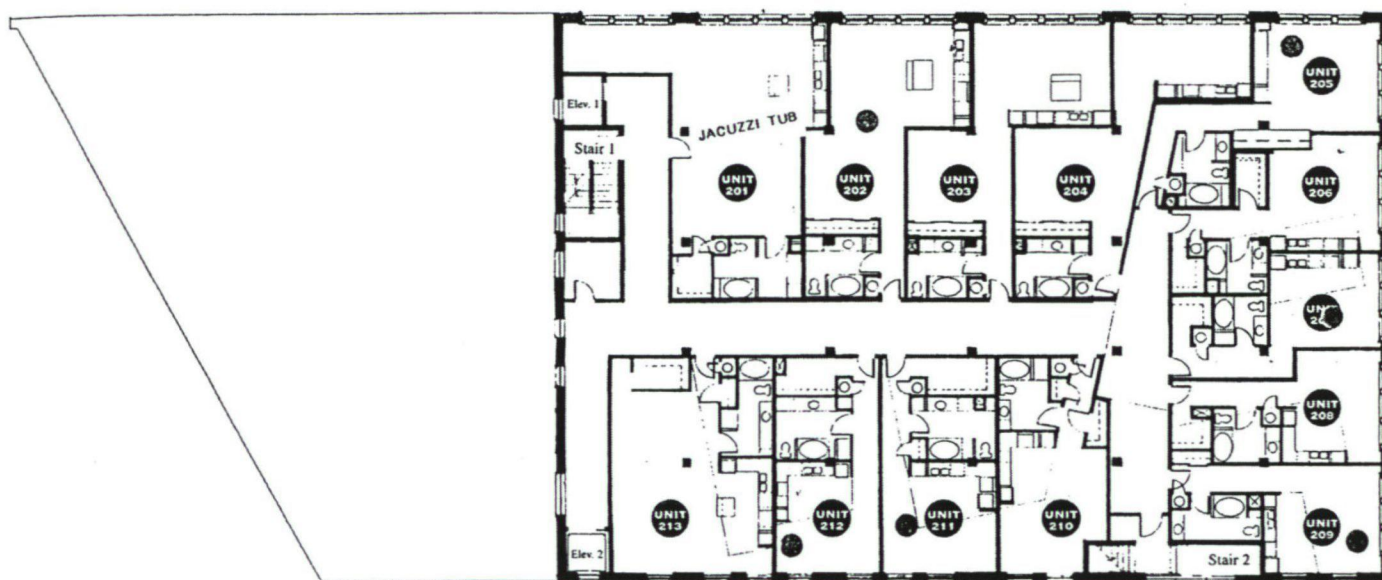 UNIT
205
Elev. 1
JACUZZI TUB
Stair 1
UNIT
201
UNIT
202
UNIT
203
UNIT
204
UNIT
206
UNIT
UNIT
208
UNIT
213
UNIT
212
UNIT
211
UNIT
210
UNIT
209
Elev. 2
Stair 2